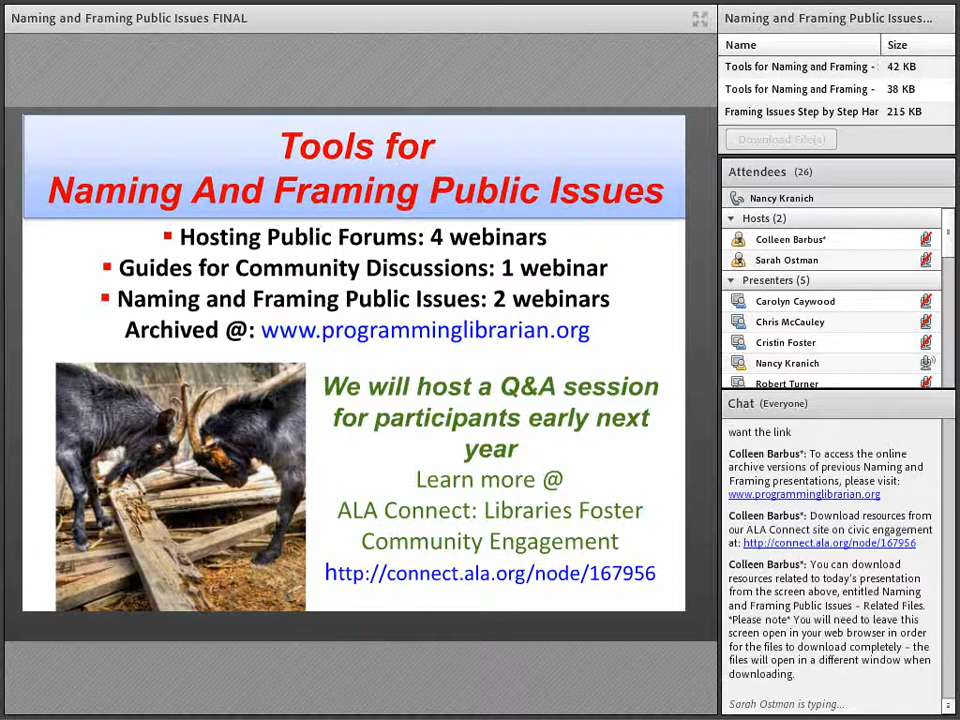 Naming and Framing Public Issues FINAL
Tools for
Naming And Framing Public Issues
Hosting Public Forums: 4 webinars
Guides for Community Discussions: 1 webinar
Naming and Framing Public Issues: 2 webinars
Archived @: www.programminglibrarian.org
We will host a Q&A session
for participants early next
year
Learn more @
ALA Connect: Libraries Foster
Community Engagement
http://connect.ala.org/node/167956
Naming and Framing Public Issues...
Name Size
Tools for Naming and Framing - 42 KB
Tools for Naming and Framing - 38 KB
Framing Issues Step by Step Har 215 KB
Download File(s)
Attendees (26)
Nancy Kranich
Hosts (2)
Colleen Barbus*
Sarah Ostman
Presenters (5)
Carolyn Caywood
Chris McCauley
Cristin Foster
Nancy Kranich
Robert Turner
Chat (Everyone)
want the link
Colleen Barbus*: To access the online
archive versions of previous Naming and
Framing presentations, please visit:
www.programminglibrarian.org
Colleen Barbus*: Download resources from
our ALA Connect site on civic engagement
at: http://connect.ala.org/node/167956
Colleen Barbus*: You can download
resources related to today's presentation
from the screen above, entitled Naming
and Framing Public Issues – Related Files.
*Please note* You will need to leave this
screen open in your web browser in order
for the files to download completely – the
files will open in a different window when
downloading.
Sarah Ostman is typing...